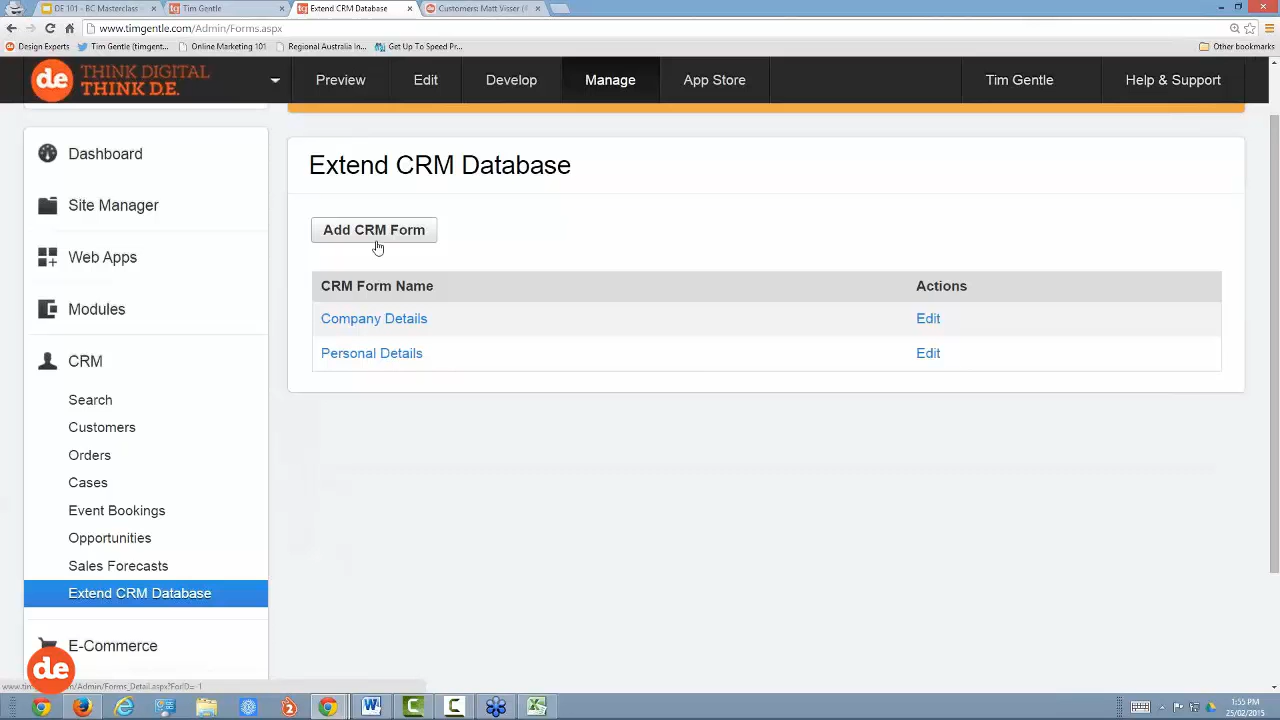 DE 101 - BC Masterclass
Tim Gentle
Extend CRM Database
Customers: Matt Visser (
www.timgentle.com/Admin/Forms.aspx
Design Experts
Tim Gentle (timgent...
Online Marketing 101
Regional Australia In...
Get Up To Speed Pr...
Other bookmarks
d.e.
THINK DIGITAL
THINK D.E.
Preview
Edit
Develop
Manage
App Store
Tim Gentle
Help & Support
Dashboard
Site Manager
Web Apps
Modules
CRM
Search
Customers
Orders
Cases
Event Bookings
Opportunities
Sales Forecasts
Extend CRM Database
E-Commerce
Extend CRM Database
Add CRM Form
CRM Form Name Actions
Company Details Edit
Personal Details Edit
d.e.
1:55 PM
25/02/2015